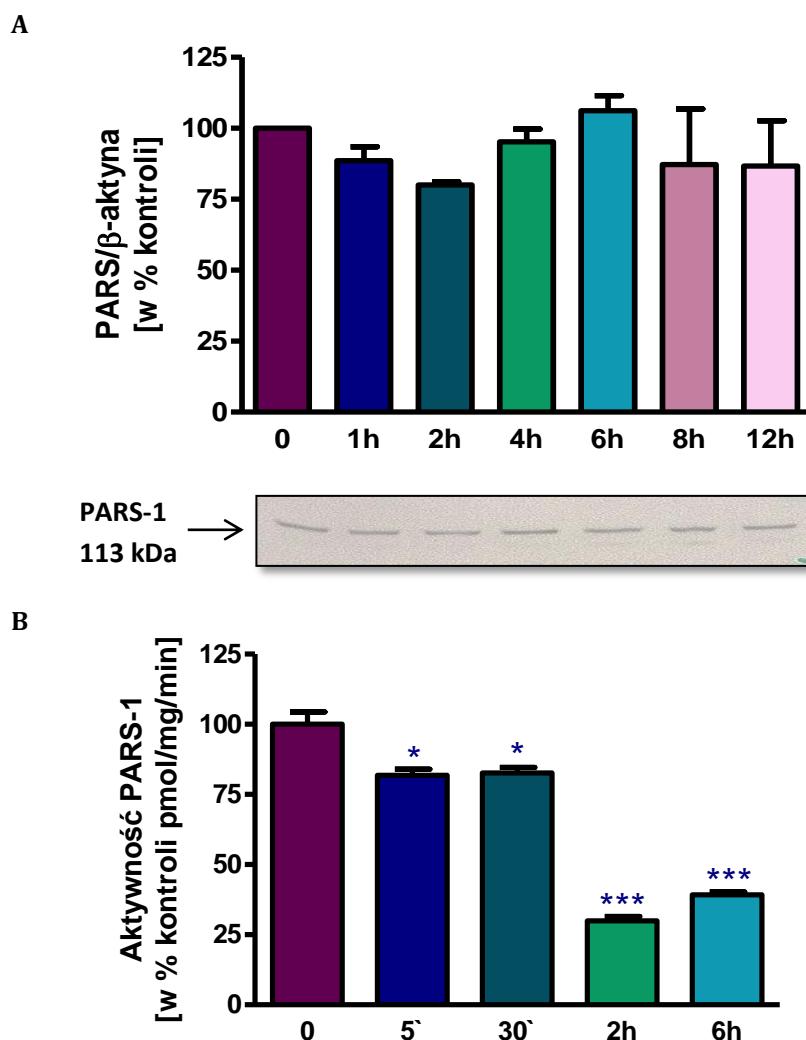 A
PARS/β-aktyna
[w % kontroli]
125
100
75
50
25
0
0 1h 2h 4h 6h 8h 12h
PARS-1
113 kDa
B
Aktywność PARS-1
[w % kontroli pmol/mg/min]
125
100
75
50
25
0
* * *** ***
0 5` 30` 2h 6h